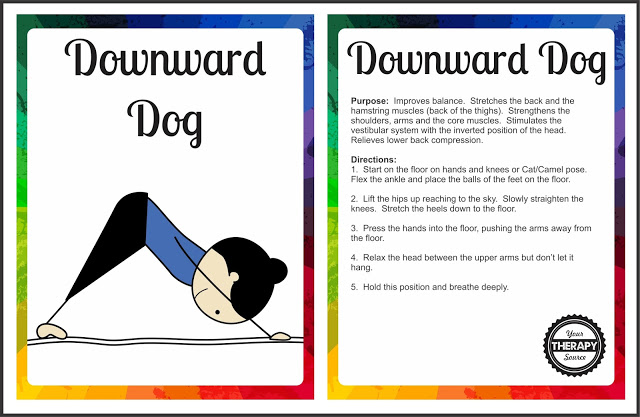 Downward
Dog
Downward Dog
Purpose:  Improves balance.  Stretches the back and the
hamstring muscles (back of the thighs).  Strengthens the
shoulders, arms and the core muscles.  Stimulates the
vestibular system with the inverted position of the head.
Relieves lower back compression.
Directions:
1.  Start on the floor on hands and knees or Cat/Camel pose.
Flex the ankle and place the balls of the feet on the floor.
2.  Lift the hips up reaching to the sky.  Slowly straighten the
knees.  Stretch the heels down to the floor.
3.  Press the hands into the floor, pushing the arms away from
the floor.
4.  Relax the head between the upper arms but don't let it
hang.
5.  Hold this position and breathe deeply.
Your
THERAPY
Source